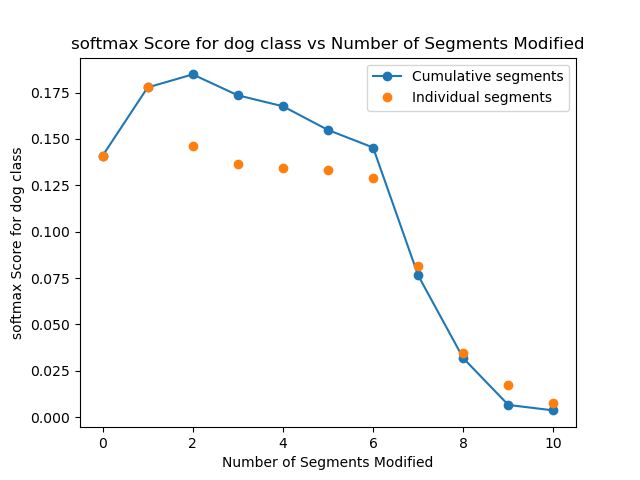 softmax Score for dog class vs Number of Segments Modified
Cumulative segments
Individual segments
softmax Score for dog class
0.175
0.150
0.125
0.100
0.075
0.050
0.025
0.000
0 2 4 6 8 10
Number of Segments Modified